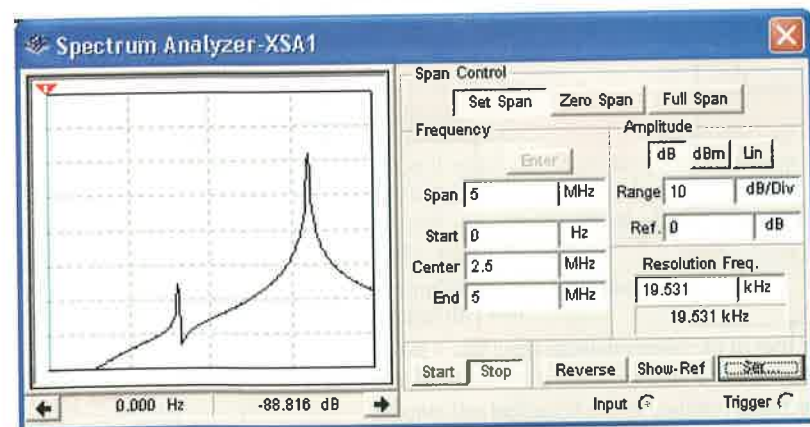 Spectrum Analyzer-XSA1
Span Control
Set Span Zero Span Full Span
Frequency
Enter
Span 5 MHz
Start 0 Hz
Center 2.5 MHz
End 5 MHz
Amplitude
dB dBm Lin
Range 10 dB/Div
Ref. 0 dB
Resolution Freq.
19.531 kHz
19.531 kHz
Start Stop Reverse Show-Ref Set...
0.000 Hz -88.816 dB
Input Trigger